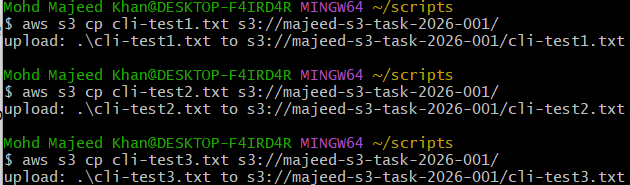 Mohd Majeed Khan@DESKTOP-F4IRD4R MINGW64 ~/scripts
$ aws s3 cp cli-test1.txt s3://majeed-s3-task-2026-001/
upload: .\cli-test1.txt to s3://majeed-s3-task-2026-001/cli-test1.txt
Mohd Majeed Khan@DESKTOP-F4IRD4R MINGW64 ~/scripts
$ aws s3 cp cli-test2.txt s3://majeed-s3-task-2026-001/
upload: .\cli-test2.txt to s3://majeed-s3-task-2026-001/cli-test2.txt
Mohd Majeed Khan@DESKTOP-F4IRD4R MINGW64 ~/scripts
$ aws s3 cp cli-test3.txt s3://majeed-s3-task-2026-001/
upload: .\cli-test3.txt to s3://majeed-s3-task-2026-001/cli-test3.txt